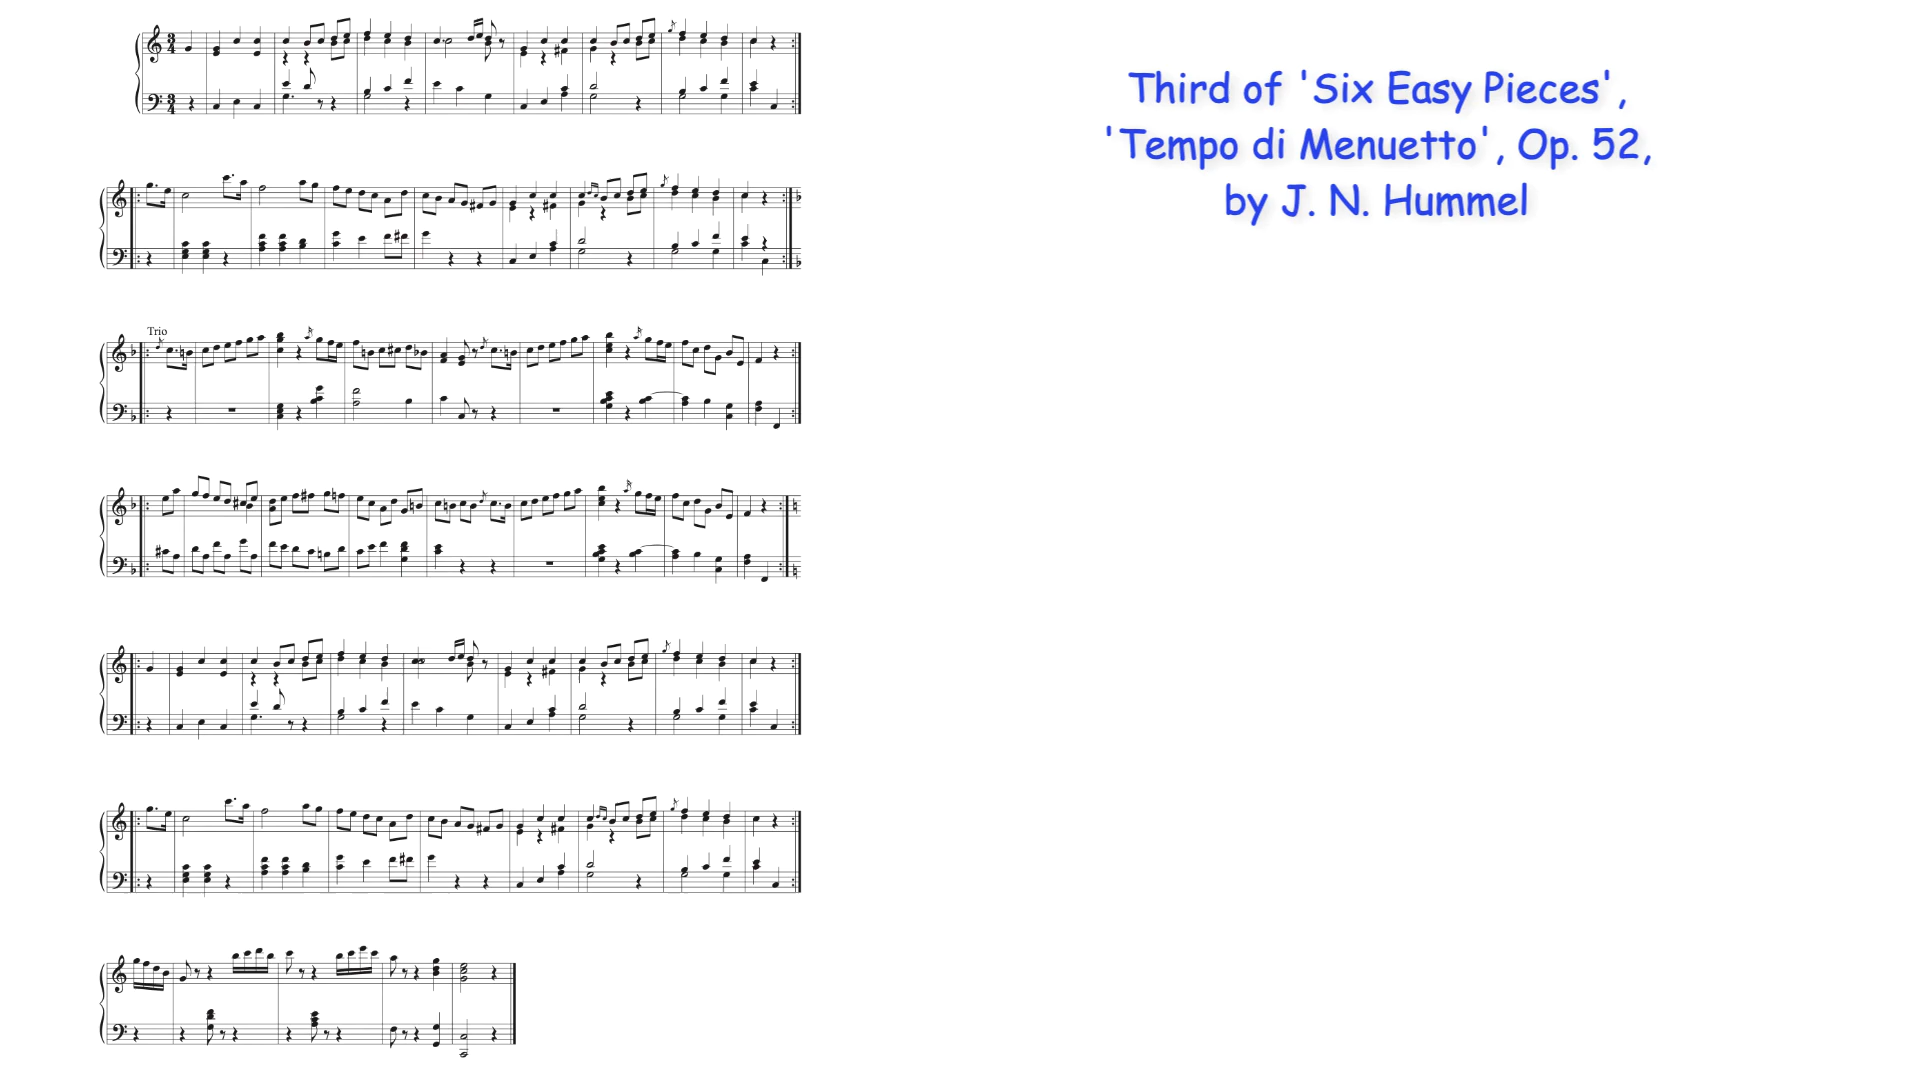 Third of 'Six Easy Pieces',
'Tempo di Menuetto', Op. 52,
by J. N. Hummel
Trio